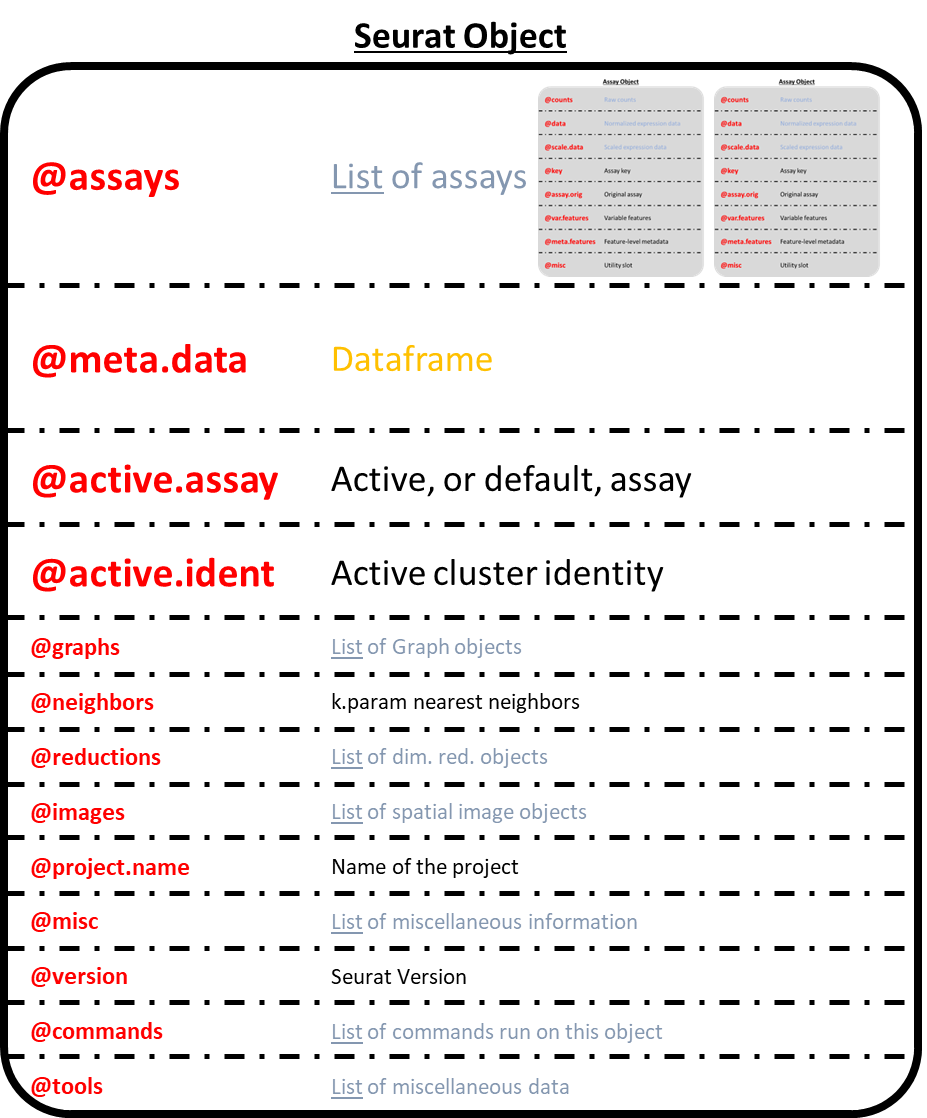 Seurat Object
@assays List of assays
Assay Object
@counts Raw counts
@data Normalized expression data
@scale.data Scaled expression data
@key Assay key
@assay.orig Original assay
@var.features Variable features
@meta.features Feature-level metadata
@misc Utility slot
Assay Object
@counts Raw counts
@data Normalized expression data
@scale.data Scaled expression data
@key Assay key
@assay.orig Original assay
@var.features Variable features
@meta.features Feature-level metadata
@misc Utility slot
@meta.data Dataframe
@active.assay Active, or default, assay
@active.ident Active cluster identity
@graphs List of Graph objects
@neighbors k.param nearest neighbors
@reductions List of dim. red. objects
@images List of spatial image objects
@project.name Name of the project
@misc List of miscellaneous information
@version Seurat Version
@commands List of commands run on this object
@tools List of miscellaneous data